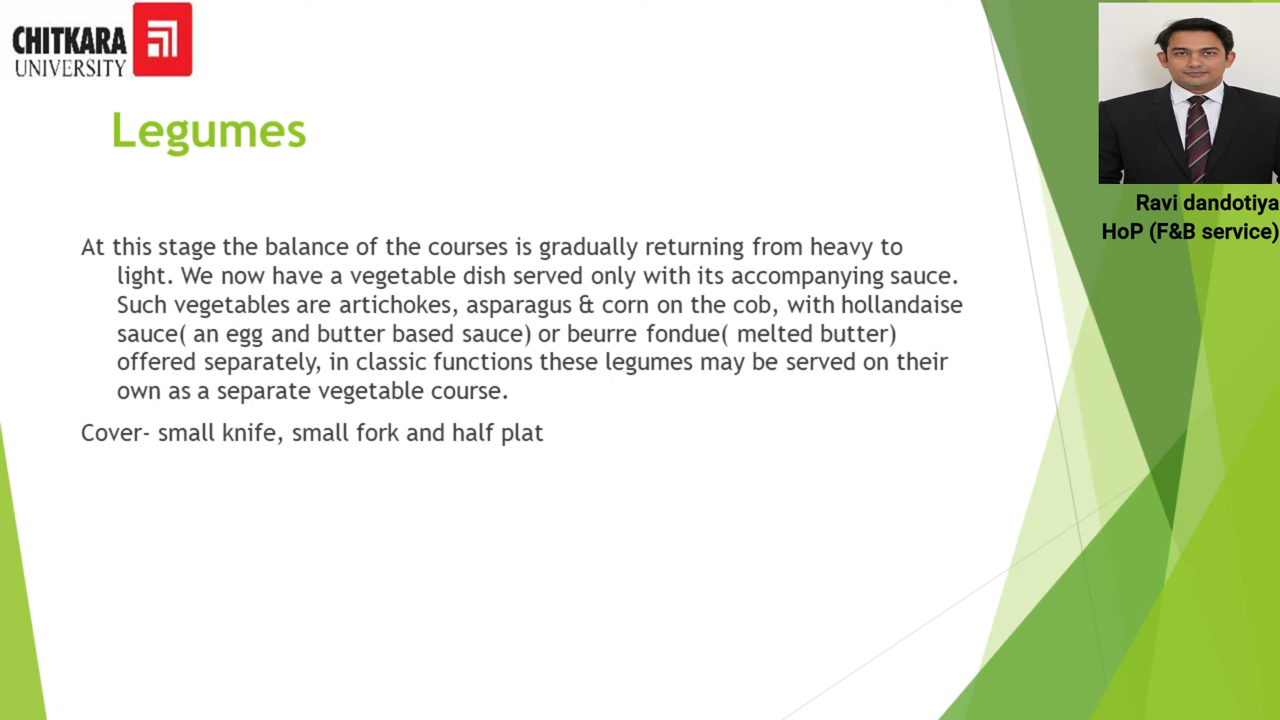 CHITKARA
UNIVERSITY
Legumes
Ravi dandotiya
HoP (F&B service)
At this stage the balance of the courses is gradually returning from heavy to
light. We now have a vegetable dish served only with its accompanying sauce.
Such vegetables are artichokes, asparagus & corn on the cob, with hollandaise
sauce( an egg and butter based sauce) or beurre fondue( melted butter)
offered separately, in classic functions these legumes may be served on their
own as a separate vegetable course.
Cover- small knife, small fork and half plat